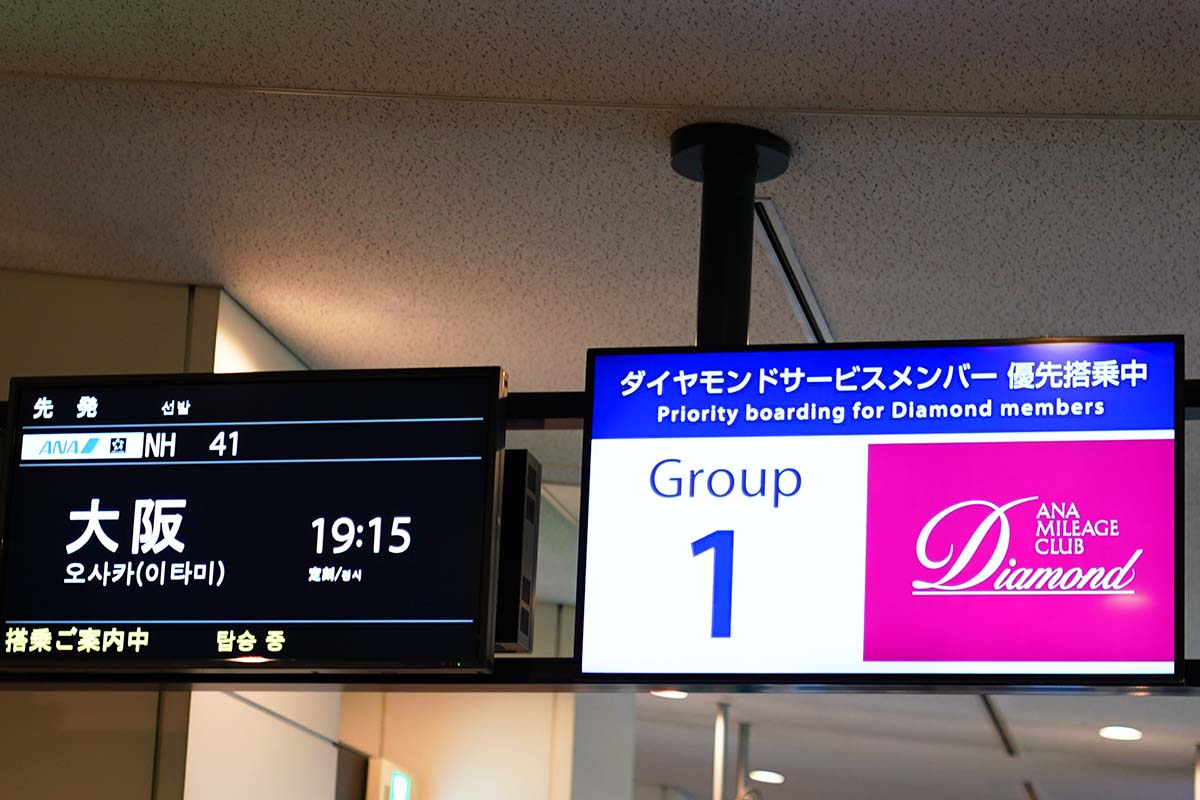 先 発 선발
ANA NH 41
大阪 19:15
오사카(이타미) 定刻/정시
搭乗ご案内中 탑승 중
ダイヤモンドサービスメンバー 優先搭乗中
Priority boarding for Diamond members
Group
1
ANA
MILEAGE
CLUB
Diamond